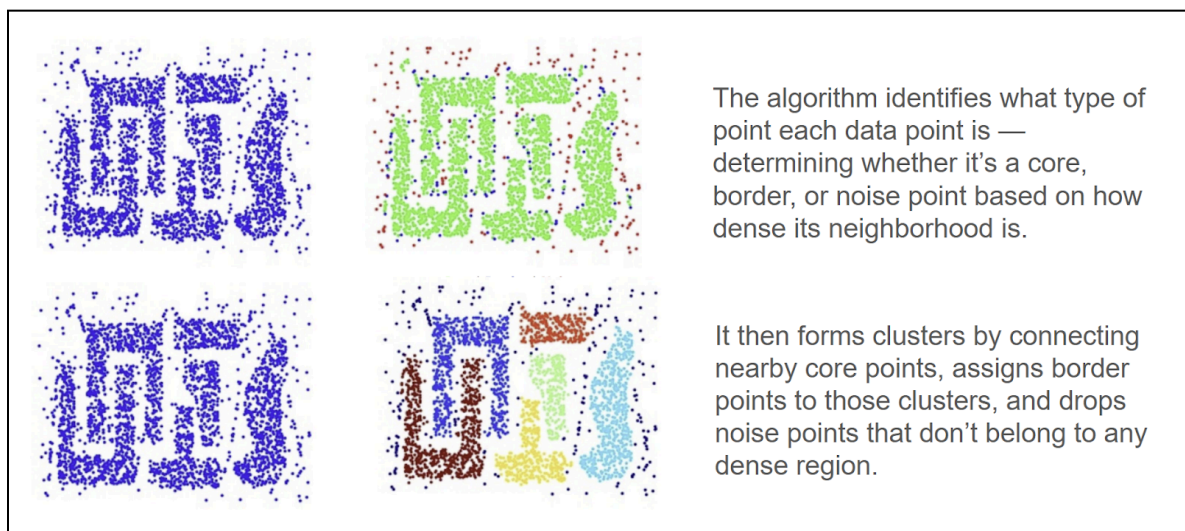 The algorithm identifies what type of
point each data point is —
determining whether it's a core,
border, or noise point based on how
dense its neighborhood is.
It then forms clusters by connecting
nearby core points, assigns border
points to those clusters, and drops
noise points that don't belong to any
dense region.